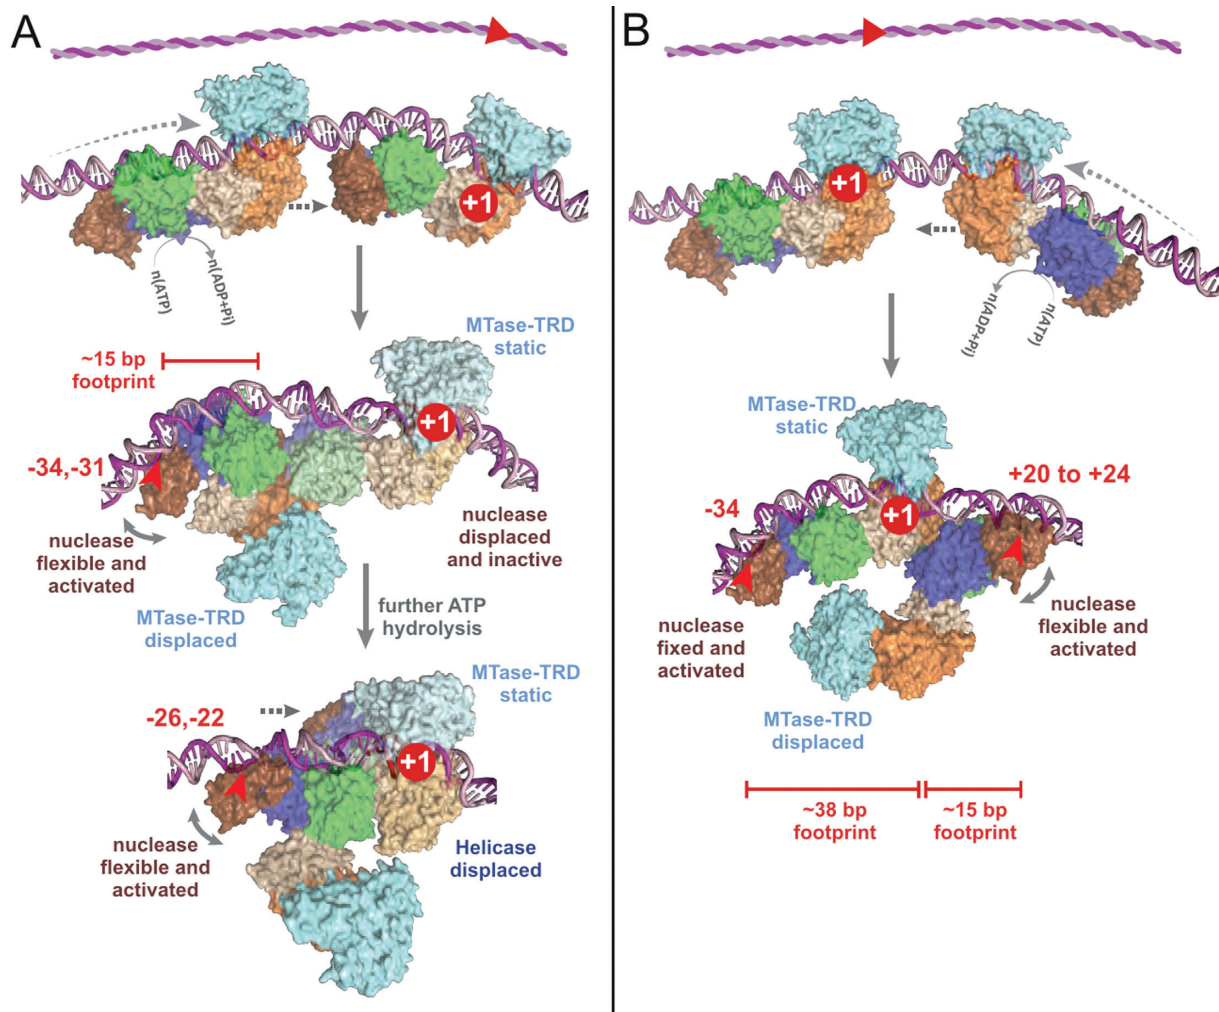 A
+1
n(ATP)
n(ADP+Pi)
MTase-TRD
static
~15 bp
footprint
+1
-34,-31
nuclease
flexible and
activated
nuclease
displaced
and inactive
MTase-TRD
displaced
further ATP
hydrolysis
MTase-TRD
static
-26,-22
+1
nuclease
flexible and
activated
Helicase
displaced
B
+1
n(ADP+Pi)
n(ATP)
MTase-TRD
static
+20 to +24
-34
+1
nuclease
fixed and
activated
nuclease
flexible and
activated
MTase-TRD
displaced
~38 bp
footprint
~15 bp
footprint